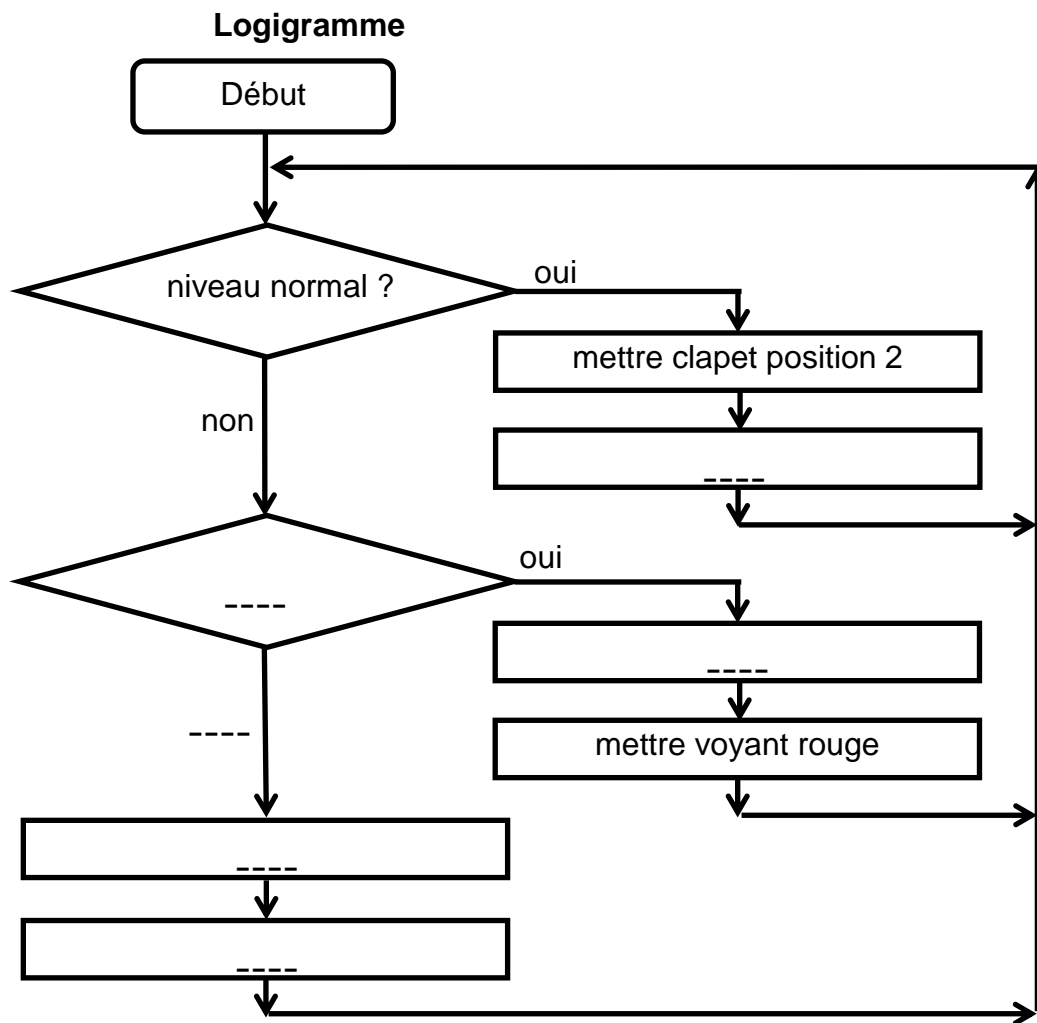 Logigramme
Début
niveau normal ?
oui
mettre clapet position 2
non
----
oui
----
----
----
mettre voyant rouge
----
----